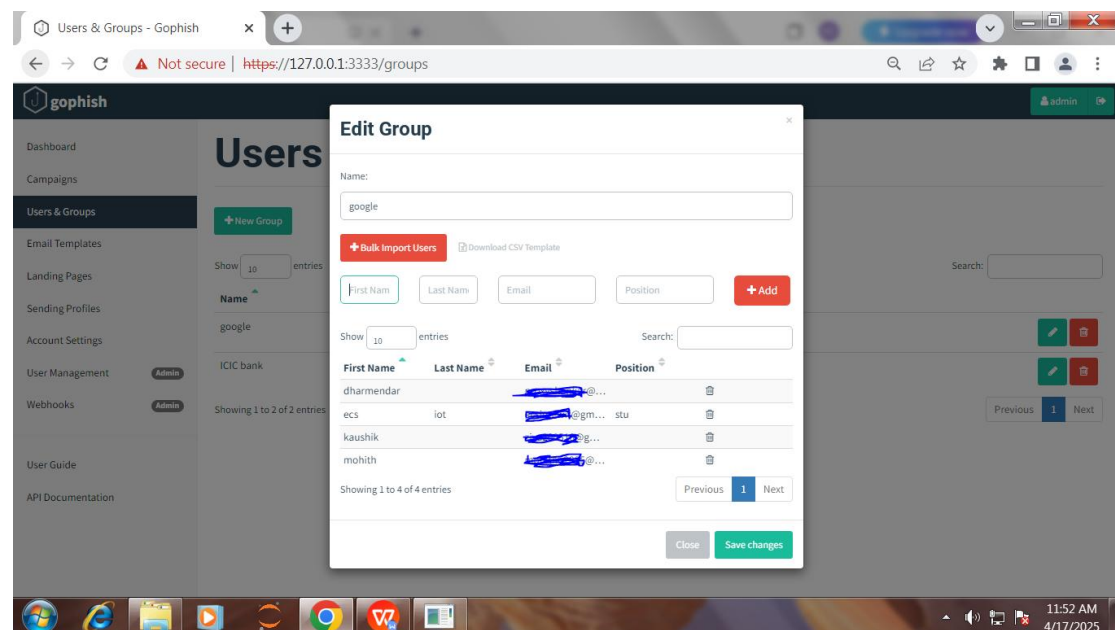 Users & Groups - Gophish
Not secure | https://127.0.0.1:3333/groups
gophish
admin
Dashboard
Campaigns
Users & Groups
Email Templates
Landing Pages
Sending Profiles
Account Settings
User Management Admin
Webhooks Admin
User Guide
API Documentation
Users
New Group
Show 10 entries
Search:
Name
google
ICIC bank
Showing 1 to 2 of 2 entries
Previous 1 Next
Edit Group
Name:
google
Bulk Import Users Download CSV Template
First Nam Last Nam Email Position Add
Show 10 entries Search:
First Name Last Name Email Position
dharmendar @...
ecs iot @gm... stu
kaushik @g...
mohith @...
Showing 1 to 4 of 4 entries Previous 1 Next
Close Save changes
11:52 AM
4/17/2025